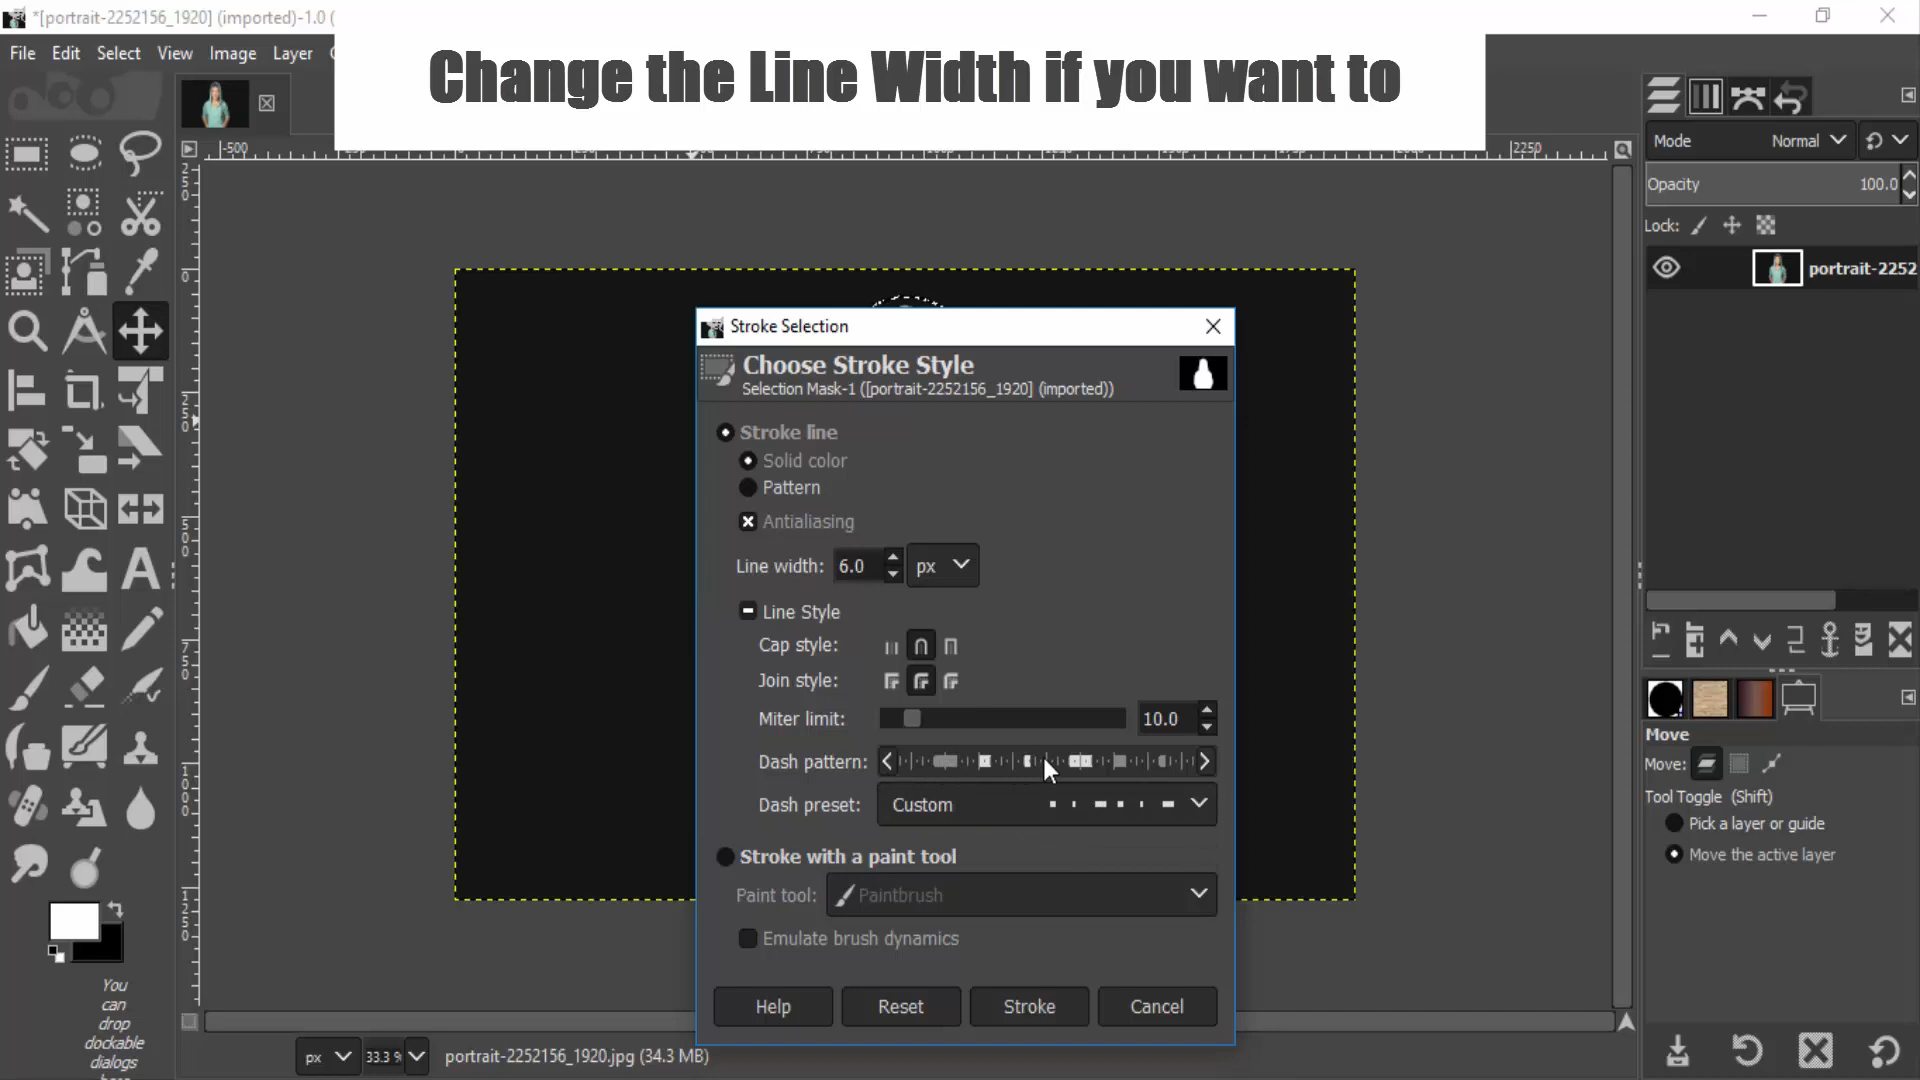 *[portrait-2252156_1920] (imported)-1.0 (
File Edit Select View Image Layer
Change the Line Width if you want to
-500
2250
Mode Normal
Opacity 100.0
Lock:
portrait-2252
Stroke Selection
Choose Stroke Style
Selection Mask-1 ([portrait-2252156_1920] (imported))
Stroke line
Solid color
Pattern
Antialiasing
Line width: 6.0 px
Line Style
Cap style:
Join style:
Miter limit: 10.0
Dash pattern:
Dash preset: Custom
Stroke with a paint tool
Paint tool: Paintbrush
Emulate brush dynamics
Help Reset Stroke Cancel
Move
Move:
Tool Toggle (Shift)
Pick a layer or guide
Move the active layer
You
can
drop
dockable
dialogs
px 33.3 % portrait-2252156_1920.jpg (34.3 MB)